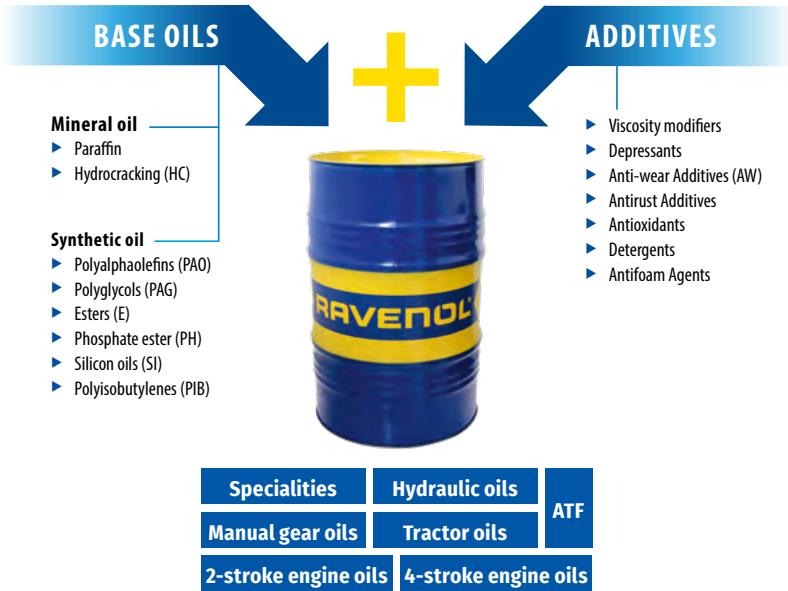 BASE OILS
ADDITIVES
Mineral oil
Paraffin
Hydrocracking (HC)
Synthetic oil
Polyalphaolefins (PAO)
Polyglycols (PAG)
Esters (E)
Phosphate ester (PH)
Silicon oils (SI)
Polyisobutylenes (PIB)
Viscosity modifiers
Depressants
Anti-wear Additives (AW)
Antirust Additives
Antioxidants
Detergents
Antifoam Agents
RAVENOL
Specialities
Hydraulic oils
ATF
Manual gear oils
Tractor oils
2-stroke engine oils
4-stroke engine oils